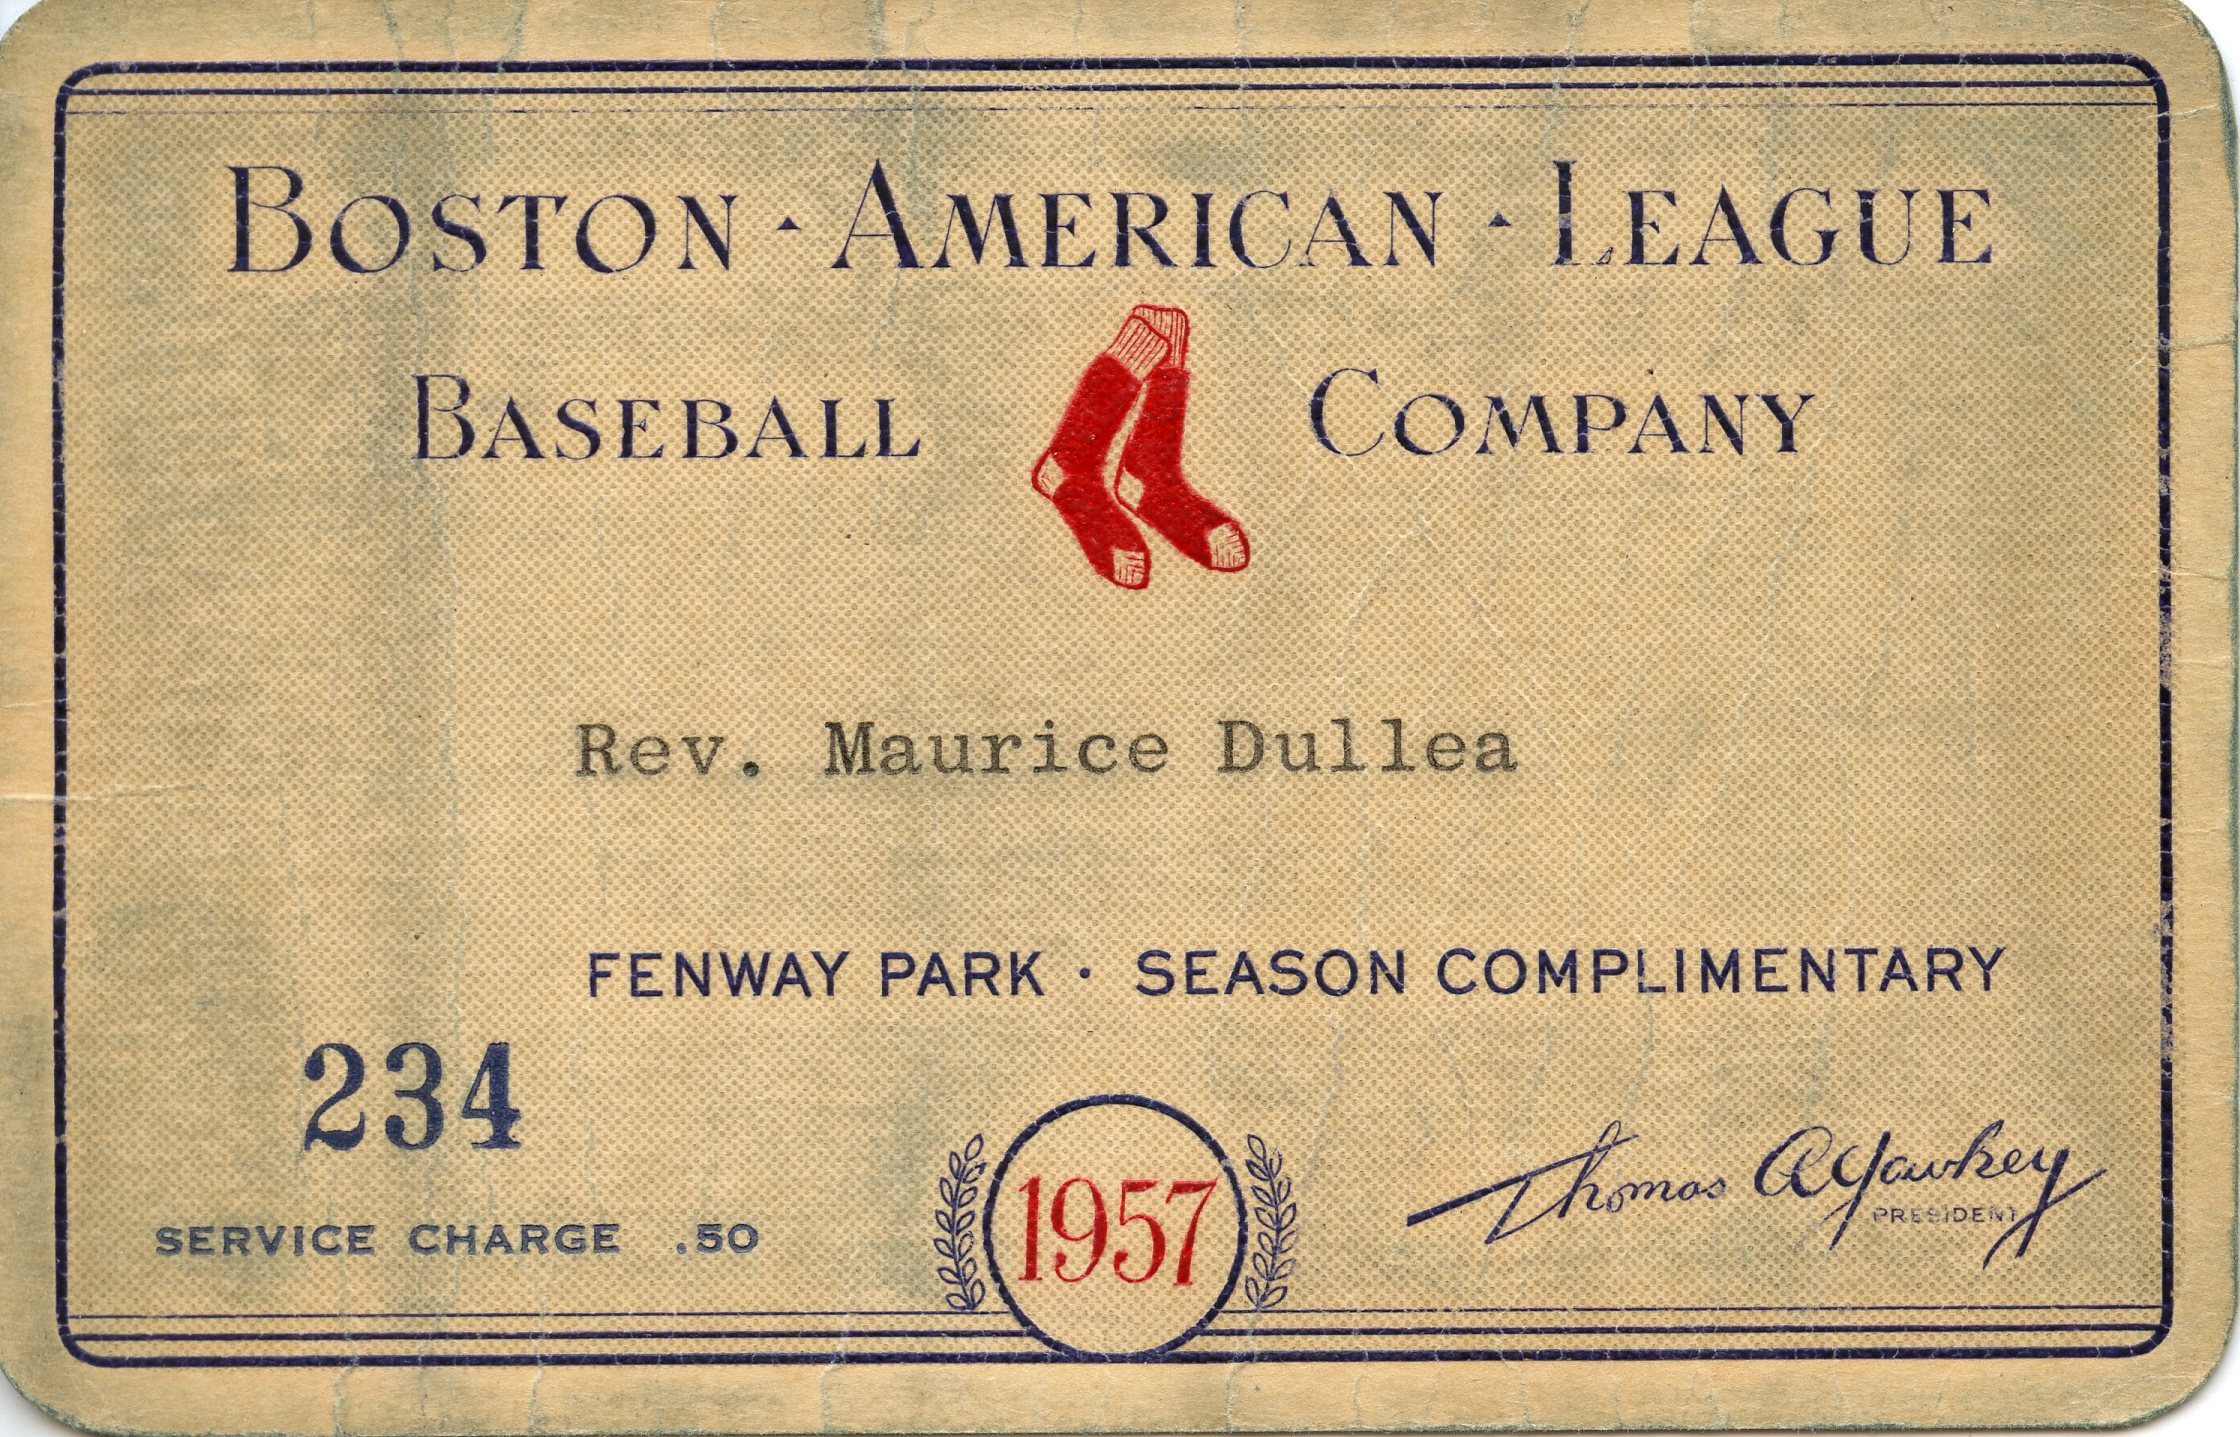 BOSTON · AMERICAN · LEAGUE
BASEBALL COMPANY
Rev. Maurice Dullea
FENWAY PARK · SEASON COMPLIMENTARY
234
SERVICE CHARGE .50
1957
Thomas A Yawkey
PRESIDENT